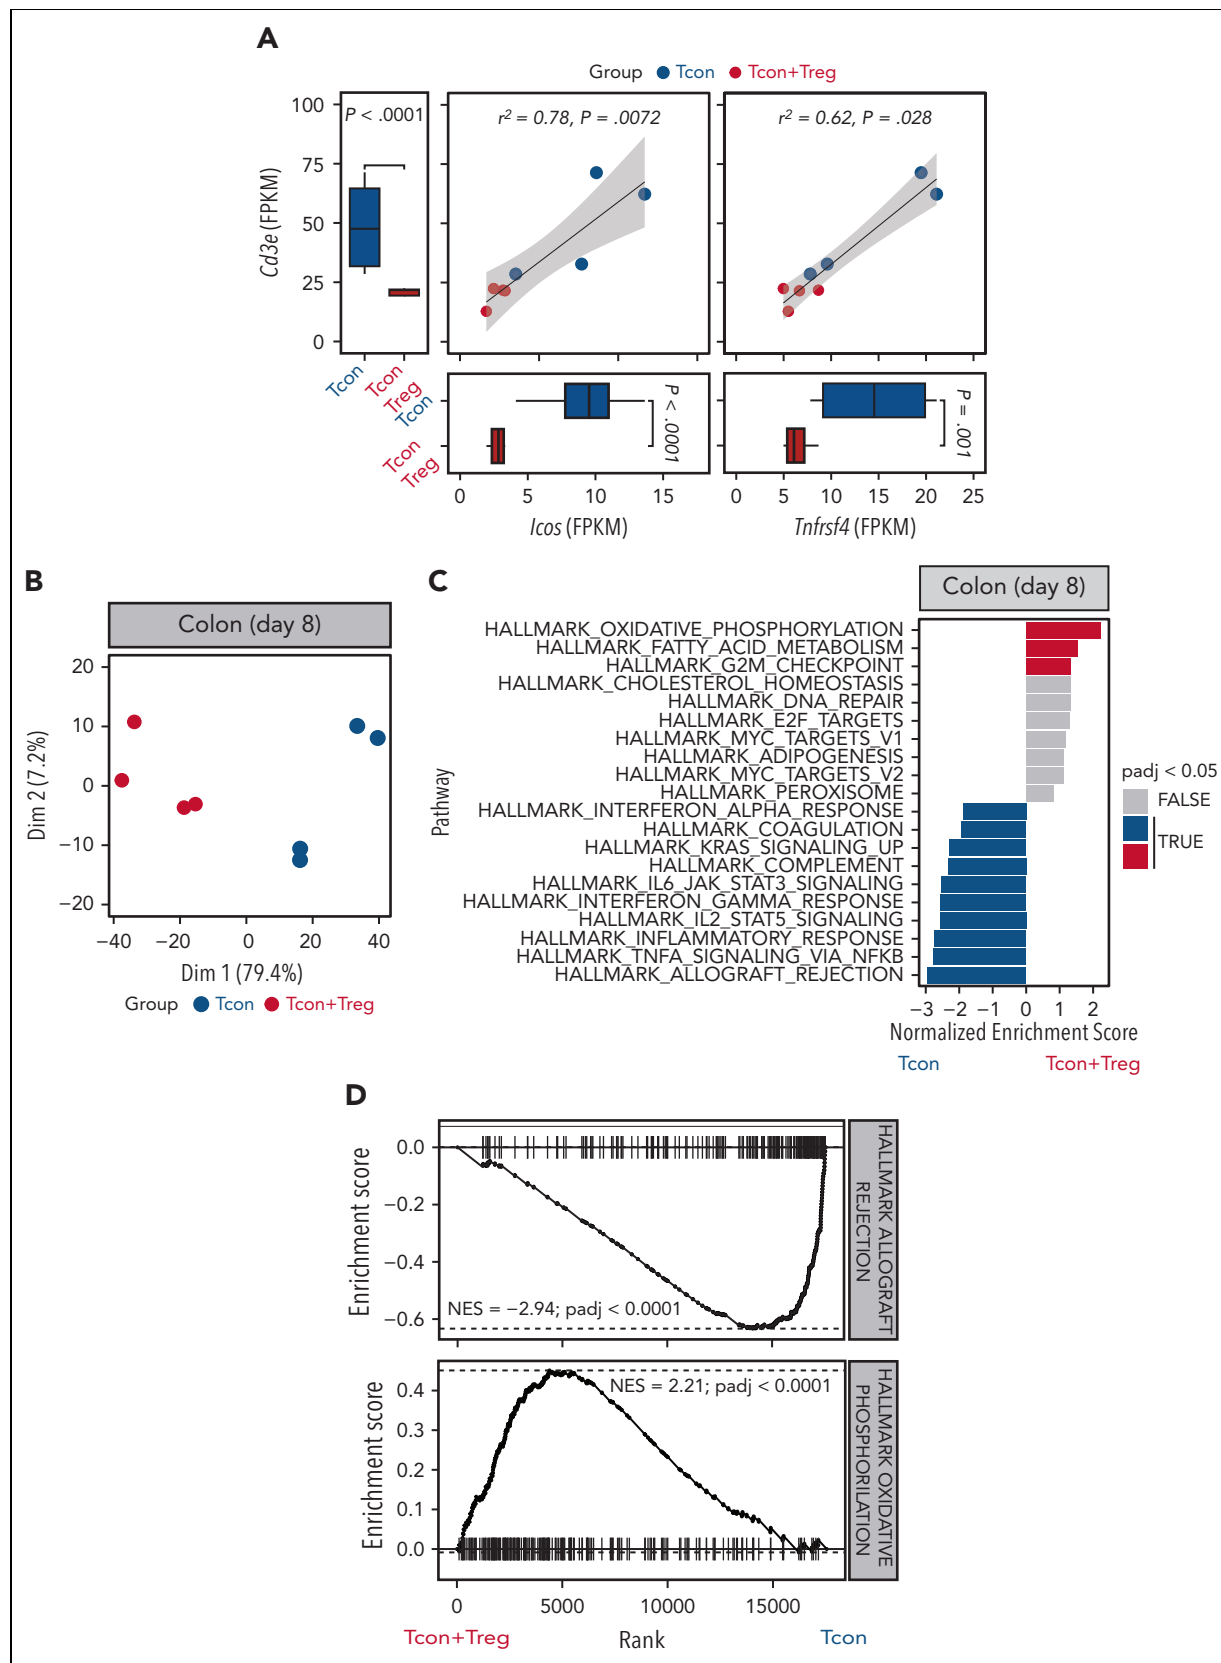 A
Group Tcon Tcon+Treg
Cd3e (FPKM)
100
75
50
25
0
P < .0001
r² = 0.78, P = .0072
r² = 0.62, P = .028
Tcon
Tcon
Treg
Tcon
Tcon
Treg
P < .0001
P = .001
0 5 10 15
0 5 10 15 20 25
Icos (FPKM)
Tnfrsf4 (FPKM)
B
Colon (day 8)
Dim 2 (7.2%)
20
10
0
−10
−20
−40 −20 0 20 40
Dim 1 (79.4%)
Group Tcon Tcon+Treg
C
Colon (day 8)
Pathway
HALLMARK_OXIDATIVE_PHOSPHORYLATION
HALLMARK_FATTY_ACID_METABOLISM
HALLMARK_G2M_CHECKPOINT
HALLMARK_CHOLESTEROL_HOMEOSTASIS
HALLMARK_DNA_REPAIR
HALLMARK_E2F_TARGETS
HALLMARK_MYC_TARGETS_V1
HALLMARK_ADIPOGENESIS
HALLMARK_MYC_TARGETS_V2
HALLMARK_PEROXISOME
HALLMARK_INTERFERON_ALPHA_RESPONSE
HALLMARK_COAGULATION
HALLMARK_KRAS_SIGNALING_UP
HALLMARK_COMPLEMENT
HALLMARK_IL6_JAK_STAT3_SIGNALING
HALLMARK_INTERFERON_GAMMA_RESPONSE
HALLMARK_IL2_STAT5_SIGNALING
HALLMARK_INFLAMMATORY_RESPONSE
HALLMARK_TNFA_SIGNALING_VIA_NFKB
HALLMARK_ALLOGRAFT_REJECTION
−3 −2 −1 0 1 2
Normalized Enrichment Score
Tcon Tcon+Treg
padj < 0.05
FALSE
TRUE
D
Enrichment score
0.0
−0.2
−0.4
−0.6
NES = −2.94; padj < 0.0001
HALLMARK ALLOGRAFT
REJECTION
Enrichment score
0.4
0.3
0.2
0.1
0.0
NES = 2.21; padj < 0.0001
HALLMARK OXIDATIVE
PHOSPHORILATION
0 5000 10000 15000
Tcon+Treg Rank Tcon